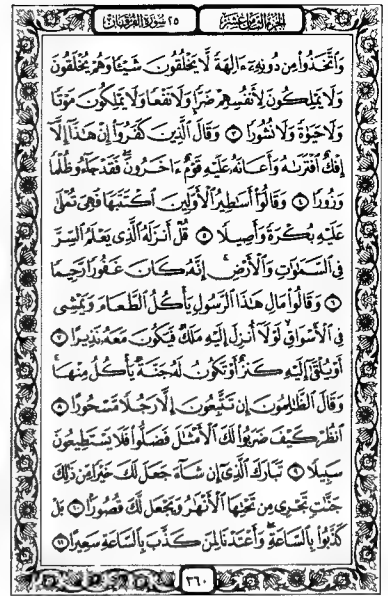 الجزء الثامن عشر
٢٥ سورة الفرقان
وَٱتَّخَذُوا۟ مِن دُونِهِۦٓ ءَالِهَةً لَّا يَخْلُقُونَ شَيْـًٔا وَهُمْ يُخْلَقُونَ
وَلَا يَمْلِكُونَ لِأَنفُسِهِمْ ضَرًّا وَلَا نَفْعًا وَلَا يَمْلِكُونَ مَوْتًا
وَلَا حَيَوٰةً وَلَا نُشُورًا ٣ وَقَالَ ٱلَّذِينَ كَفَرُوٓا۟ إِنْ هَٰذَآ إِلَّآ
إِفْكٌ ٱفْتَرَىٰهُ وَأَعَانَهُۥ عَلَيْهِ قَوْمٌ ءَاخَرُونَ ۖ فَقَدْ جَآءُو ظُلْمًا
وَزُورًا ٤ وَقَالُوٓا۟ أَسَٰطِيرُ ٱلْأَوَّلِينَ ٱكْتَتَبَهَا فَهِىَ تُمْلَىٰ
عَلَيْهِ بُكْرَةً وَأَصِيلًا ٥ قُلْ أَنزَلَهُ ٱلَّذِى يَعْلَمُ ٱلسِّرَّ
فِى ٱلسَّمَٰوَٰتِ وَٱلْأَرْضِ ۚ إِنَّهُۥ كَانَ غَفُورًا رَّحِيمًا
٦ وَقَالُوا۟ مَالِ هَٰذَا ٱلرَّسُولِ يَأْكُلُ ٱلطَّعَامَ وَيَمْشِى
فِى ٱلْأَسْوَاقِ ۙ لَوْلَآ أُنزِلَ إِلَيْهِ مَلَكٌ فَيَكُونَ مَعَهُۥ نَذِيرًا ٧
أَوْ يُلْقَىٰٓ إِلَيْهِ كَنزٌ أَوْ تَكُونُ لَهُۥ جَنَّةٌ يَأْكُلُ مِنْهَا ۚ
وَقَالَ ٱلظَّٰلِمُونَ إِن تَتَّبِعُونَ إِلَّا رَجُلًا مَّسْحُورًا ٨
ٱنظُرْ كَيْفَ ضَرَبُوا۟ لَكَ ٱلْأَمْثَٰلَ فَضَلُّوا۟ فَلَا يَسْتَطِيعُونَ
سَبِيلًا ٩ تَبَارَكَ ٱلَّذِىٓ إِن شَآءَ جَعَلَ لَكَ خَيْرًا مِّن ذَٰلِكَ
جَنَّٰتٍ تَجْرِى مِن تَحْتِهَا ٱلْأَنْهَٰرُ وَيَجْعَل لَّكَ قُصُورًۢا ١٠ بَلْ
كَذَّبُوا۟ بِٱلسَّاعَةِ ۖ وَأَعْتَدْنَا لِمَن كَذَّبَ بِٱلسَّاعَةِ سَعِيرًا ١١
٣٦٠